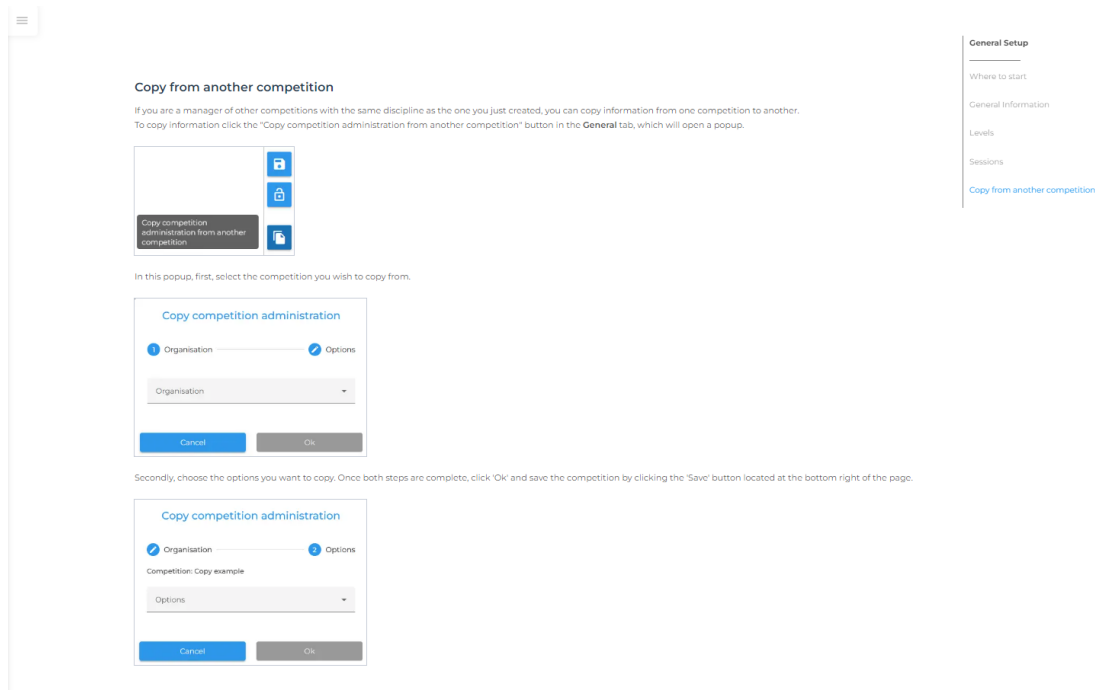 General Setup
Where to start
General Information
Levels
Sessions
Copy from another competition
Copy from another competition
If you are a manager of other competitions with the same discipline as the one you just created, you can copy information from one competition to another.
To copy information click the "Copy competition administration from another competition" button in the General tab, which will open a popup.
Copy competition
administration from another
competition
In this popup, first, select the competition you wish to copy from.
Copy competition administration
1 Organisation
Options
Organisation
Cancel
Ok
Secondly, choose the options you want to copy. Once both steps are complete, click 'Ok' and save the competition by clicking the 'Save' button located at the bottom right of the page.
Copy competition administration
Organisation
2 Options
Competition: Copy example
Options
Cancel
Ok